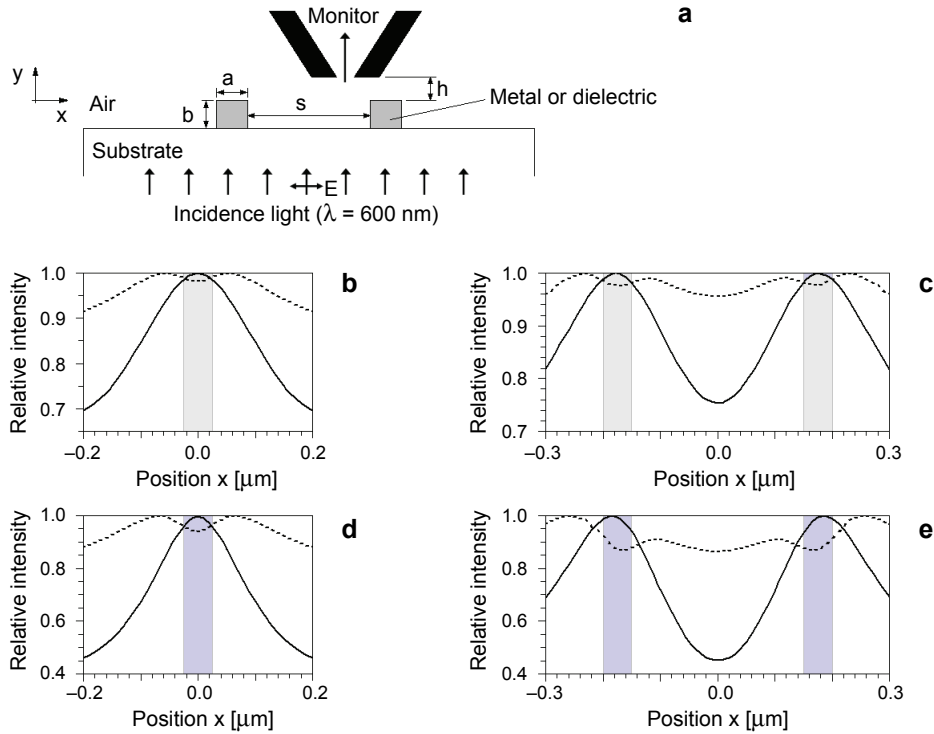 Monitor
a
y
x
Air
a
b
s
h
Metal or dielectric
Substrate
E
Incidence light (λ = 600 nm)
b
Relative intensity
1.0
0.9
0.8
0.7
–0.2
0.0
0.2
Position x [μm]
c
Relative intensity
1.0
0.9
0.8
0.7
–0.3
0.0
0.3
Position x [μm]
d
Relative intensity
1.0
0.8
0.6
0.4
–0.2
0.0
0.2
Position x [μm]
e
Relative intensity
1.0
0.8
0.6
0.4
–0.3
0.0
0.3
Position x [μm]